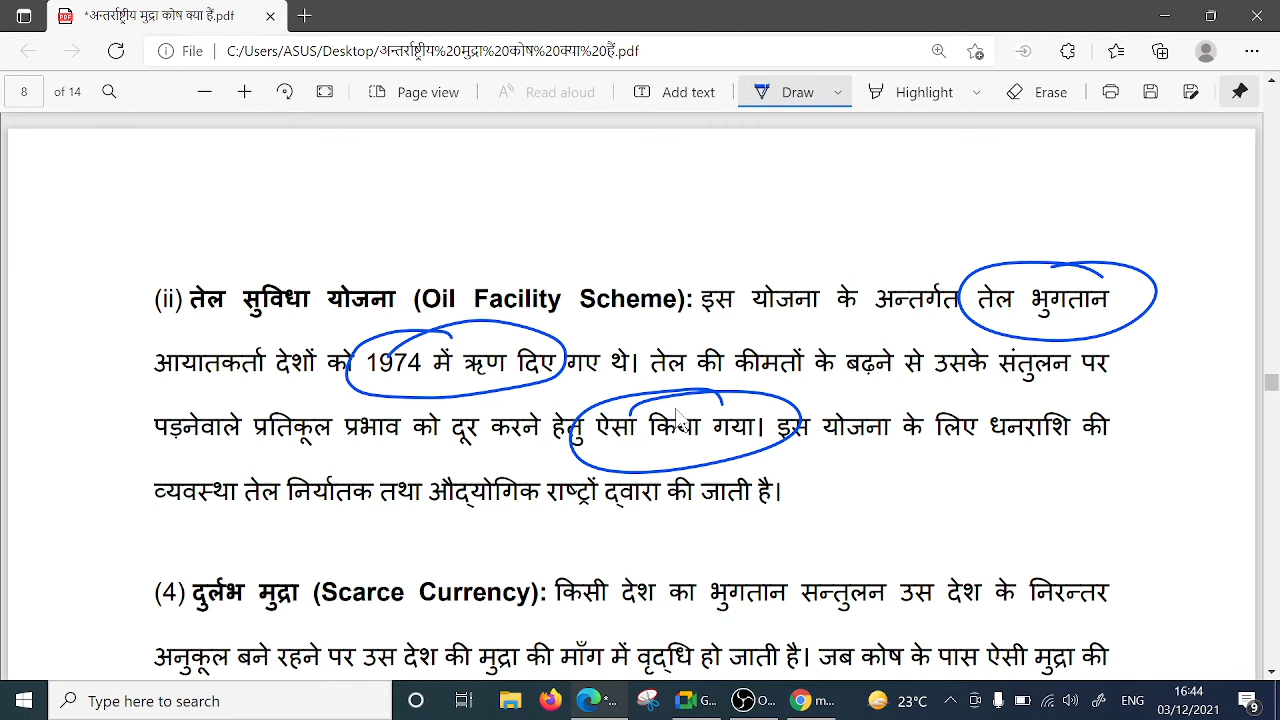 *अन्तर्राष्ट्रीय मुद्रा कोष क्या हैं.pdf
File C:/Users/ASUS/Desktop/अन्तर्राष्ट्रीय%20मुद्रा%20कोष%20क्या%20हैं.pdf
8 of 14 Page view Read aloud Add text Draw Highlight Erase
(ii) तेल सुविधा योजना (Oil Facility Scheme): इस योजना के अन्तर्गत तेल भुगतान
आयातकर्ता देशों को 1974 में ऋण दिए गए थे। तेल की कीमतों के बढ़ने से उसके संतुलन पर
पड़नेवाले प्रतिकूल प्रभाव को दूर करने हेतु ऐसा किया गया। इस योजना के लिए धनराशि की
व्यवस्था तेल निर्यातक तथा औद्योगिक राष्ट्रों द्वारा की जाती है।
(4) दुर्लभ मुद्रा (Scarce Currency): किसी देश का भुगतान सन्तुलन उस देश के निरन्तर
अनुकूल बने रहने पर उस देश की मुद्रा की माँग में वृद्धि हो जाती है। जब कोष के पास ऐसी मुद्रा की
Type here to search *... G... O... m... 23°C ENG 16:44
03/12/2021 9